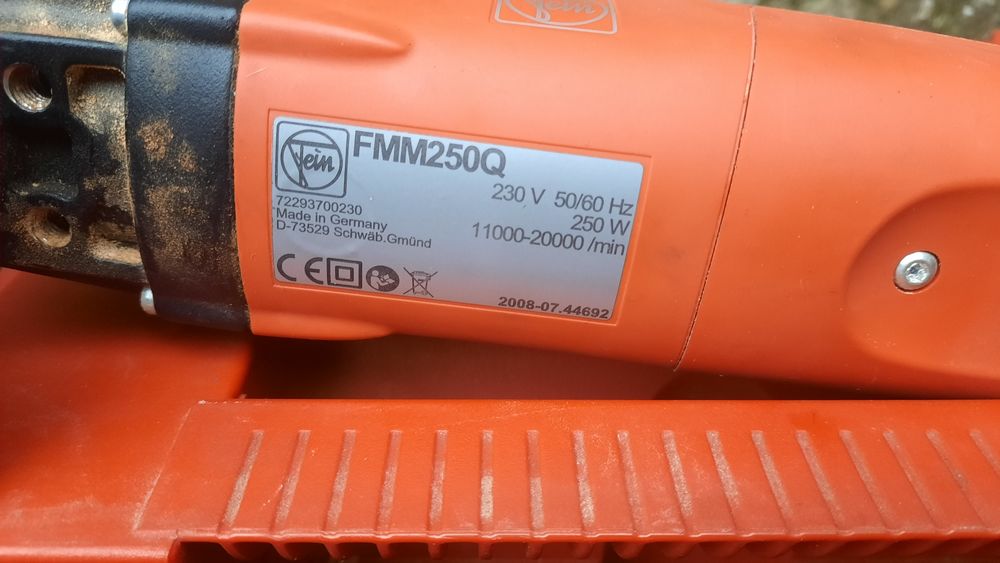 Fein
Fein
FMM250Q
230 V 50/60 Hz
250 W
11000-20000 /min
72293700230
Made in Germany
D-73529 Schwäb.Gmünd
CE
2008-07.44692